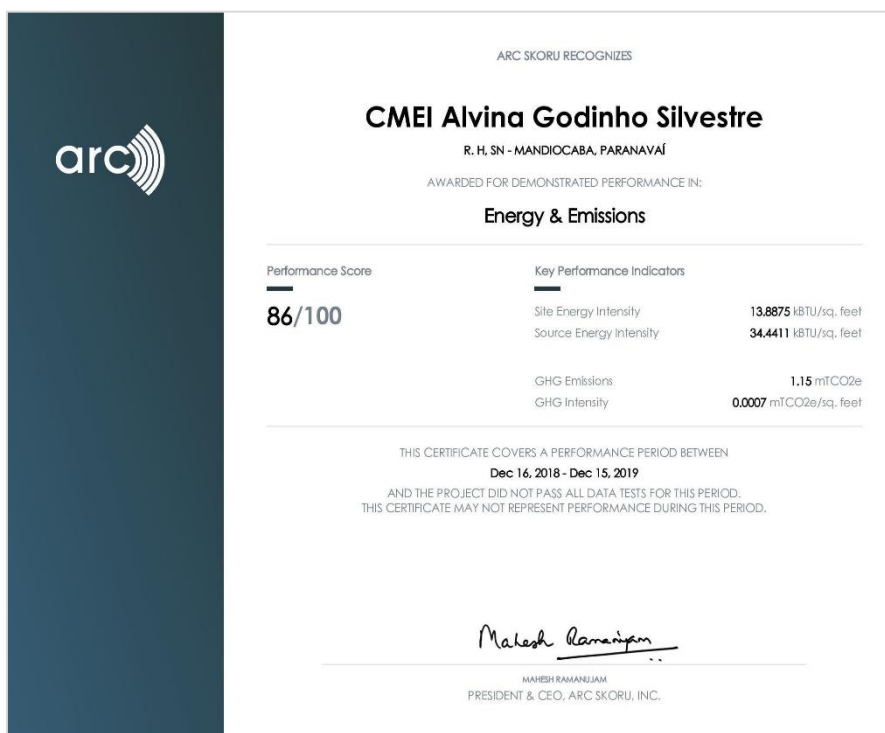 arc
ARC SKORU RECOGNIZES
CMEI Alvina Godinho Silvestre
R. H, SN - MANDIOCABA, PARANAVAÍ
AWARDED FOR DEMONSTRATED PERFORMANCE IN:
Energy & Emissions
Performance Score
86/100
Key Performance Indicators
Site Energy Intensity 13.8875 kBTU/sq. feet
Source Energy Intensity 34.4411 kBTU/sq. feet
GHG Emissions 1.15 mTCO2e
GHG Intensity 0.0007 mTCO2e/sq. feet
THIS CERTIFICATE COVERS A PERFORMANCE PERIOD BETWEEN
Dec 16, 2018 - Dec 15, 2019
AND THE PROJECT DID NOT PASS ALL DATA TESTS FOR THIS PERIOD.
THIS CERTIFICATE MAY NOT REPRESENT PERFORMANCE DURING THIS PERIOD.
Mahesh Ramanujam
MAHESH RAMANUJAM
PRESIDENT & CEO, ARC SKORU, INC.